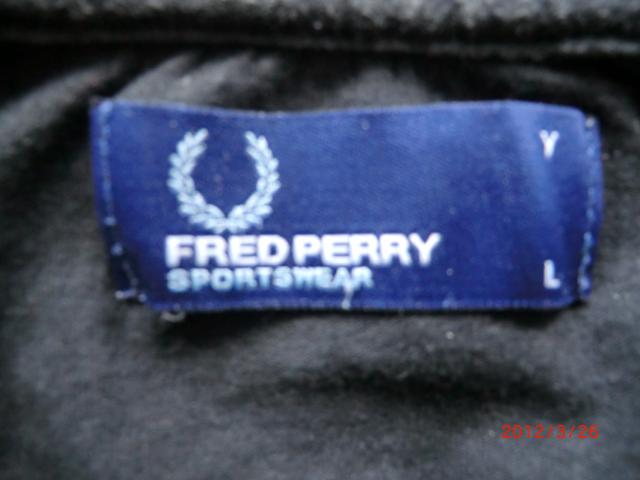 Y
FRED PERRY
SPORTSWEAR
L
2012/3/26